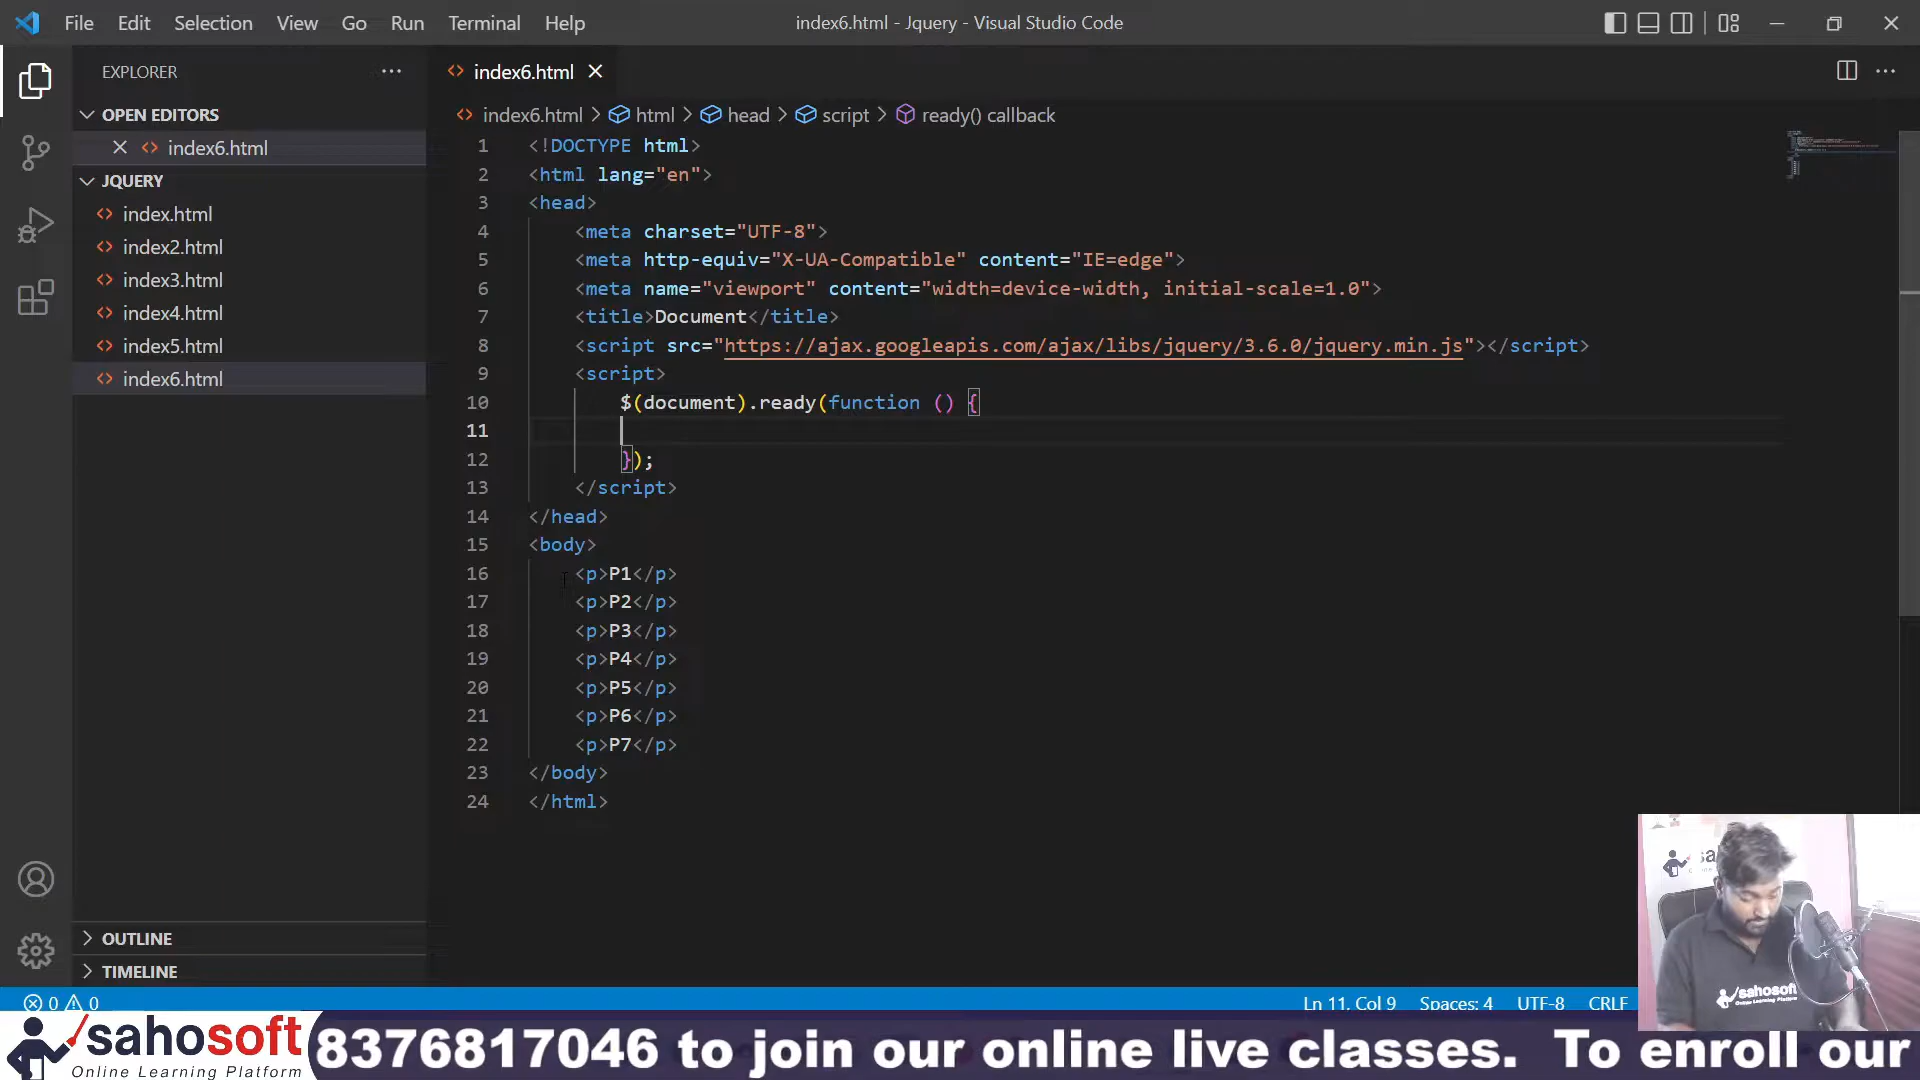 File Edit Selection View Go Run Terminal Help
index6.html - Jquery - Visual Studio Code
EXPLORER
OPEN EDITORS
index6.html
JQUERY
index.html
index2.html
index3.html
index4.html
index5.html
index6.html
OUTLINE
TIMELINE
index6.html
index6.html > html > head > script > ready() callback
1 <!DOCTYPE html>
2 <html lang="en">
3 <head>
4 <meta charset="UTF-8">
5 <meta http-equiv="X-UA-Compatible" content="IE=edge">
6 <meta name="viewport" content="width=device-width, initial-scale=1.0">
7 <title>Document</title>
8 <script src="https://ajax.googleapis.com/ajax/libs/jquery/3.6.0/jquery.min.js"></script>
9 <script>
10 $(document).ready(function () {
11
12 });
13 </script>
14 </head>
15 <body>
16 <p>P1</p>
17 <p>P2</p>
18 <p>P3</p>
19 <p>P4</p>
20 <p>P5</p>
21 <p>P6</p>
22 <p>P7</p>
23 </body>
24 </html>
sahosoft
0 0
Ln 11, Col 9 Spaces: 4 UTF-8 CRLF
sahosoft
Online Learning Platform
8376817046 to join our online live classes. To enroll our